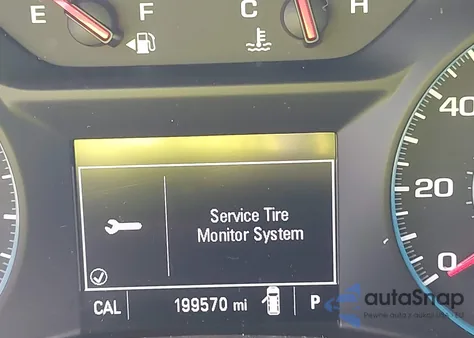 E F C H
40
20
0
Service Tire
Monitor System
CAL 199570 mi P
autoSnap